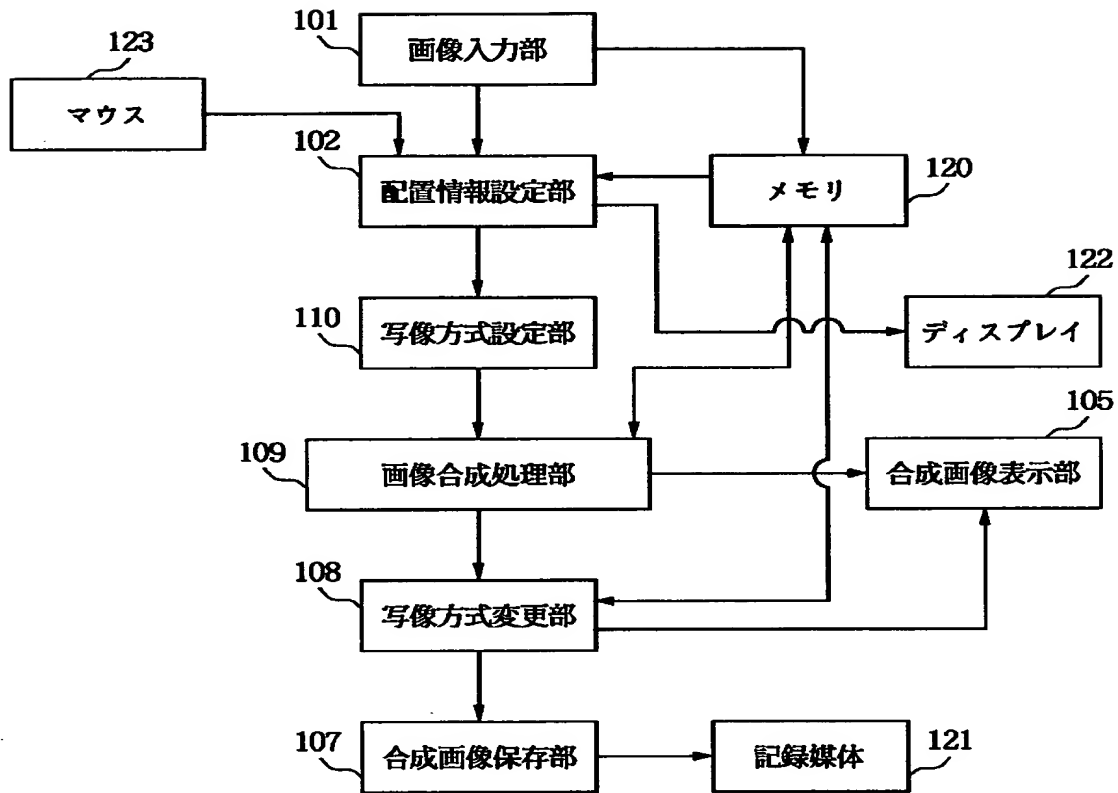 101
画像入力部
123
マウス
102
配置情報設定部
メモリ
120
122
ディスプレイ
110
写像方式設定部
105
合成画像表示部
109
画像合成処理部
108
写像方式変更部
107
合成画像保存部
記録媒体
121